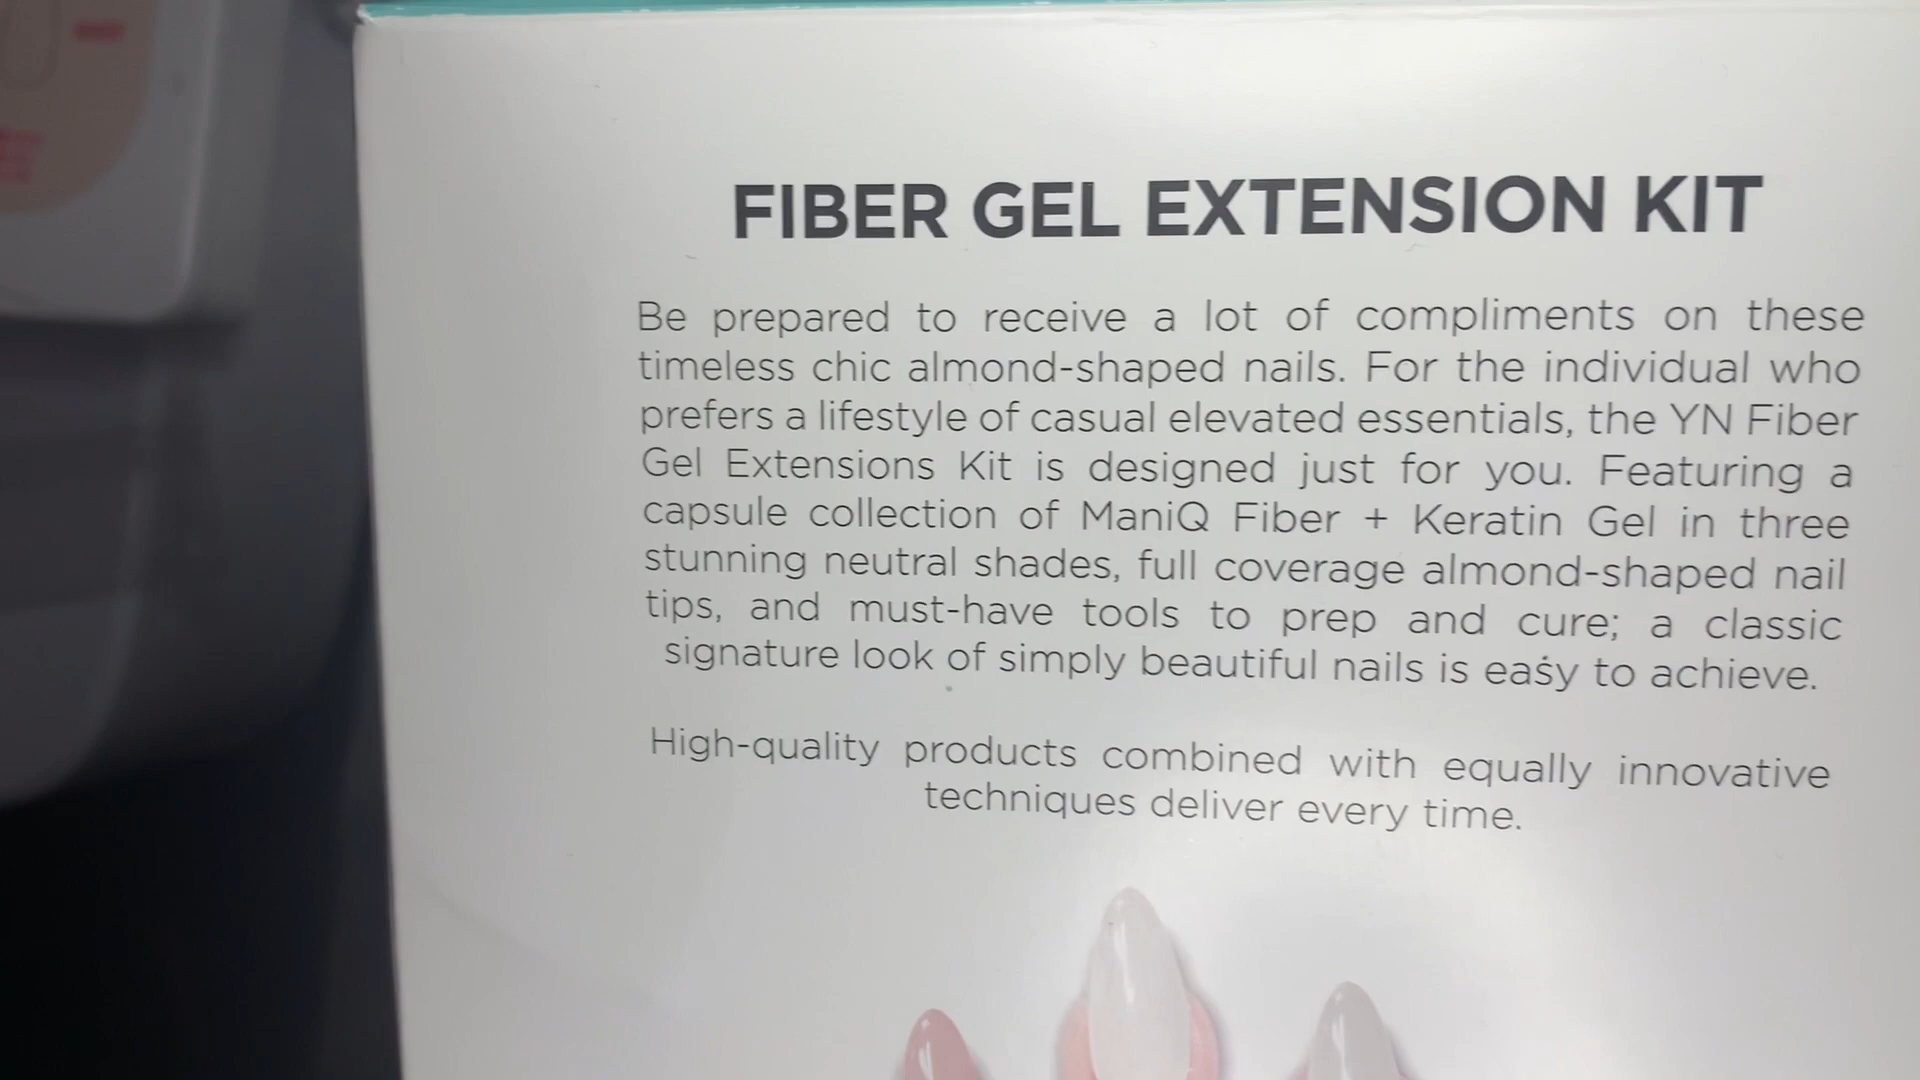 FIBER GEL EXTENSION KIT
Be prepared to receive a lot of compliments on these
timeless chic almond-shaped nails. For the individual who
prefers a lifestyle of casual elevated essentials, the YN Fiber
Gel Extensions Kit is designed just for you. Featuring a
capsule collection of ManiQ Fiber + Keratin Gel in three
stunning neutral shades, full coverage almond-shaped nail
tips, and must-have tools to prep and cure; a classic
signature look of simply beautiful nails is easy to achieve.
High-quality products combined with equally innovative
techniques deliver every time.